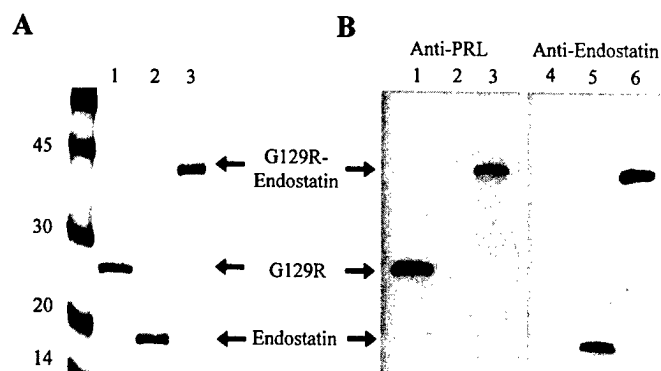 A
B
Anti-PRL
Anti-Endostatin
1 2 3
1 2 3
4 5 6
45
30
20
14
G129R-
Endostatin
G129R
Endostatin